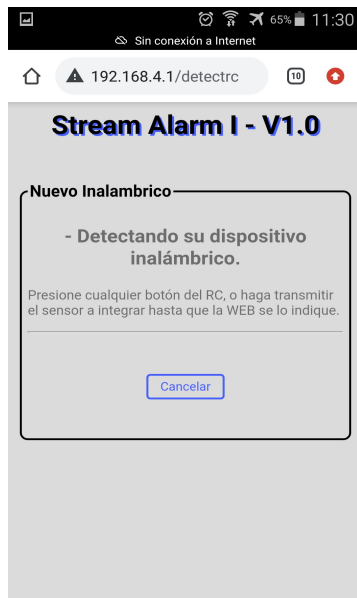 65% 11:30
Sin conexión a Internet
192.168.4.1/detectrc 10
Stream Alarm I - V1.0
Nuevo Inalambrico
- Detectando su dispositivo
inalámbrico.
Presione cualquier botón del RC, o haga transmitir
el sensor a integrar hasta que la WEB se lo indique.
Cancelar